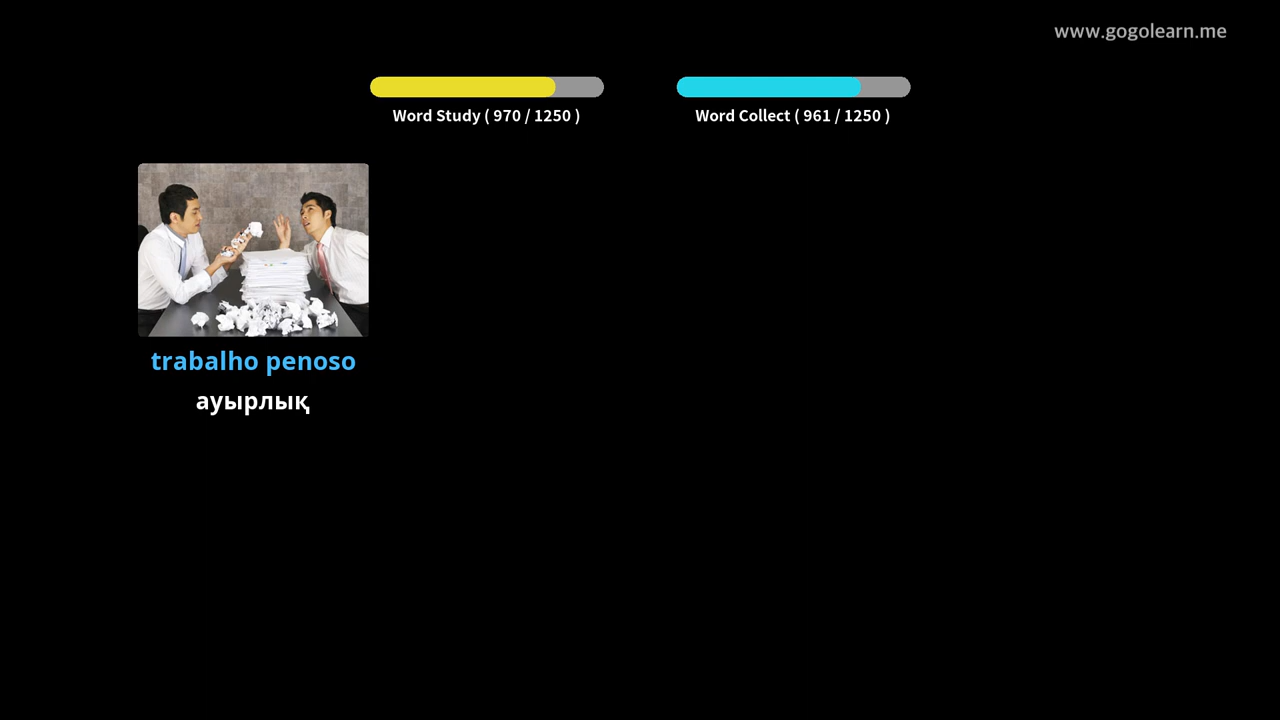 www.gogolearn.me
Word Study ( 970 / 1250 )
Word Collect ( 961 / 1250 )
trabalho penoso
ауырлық